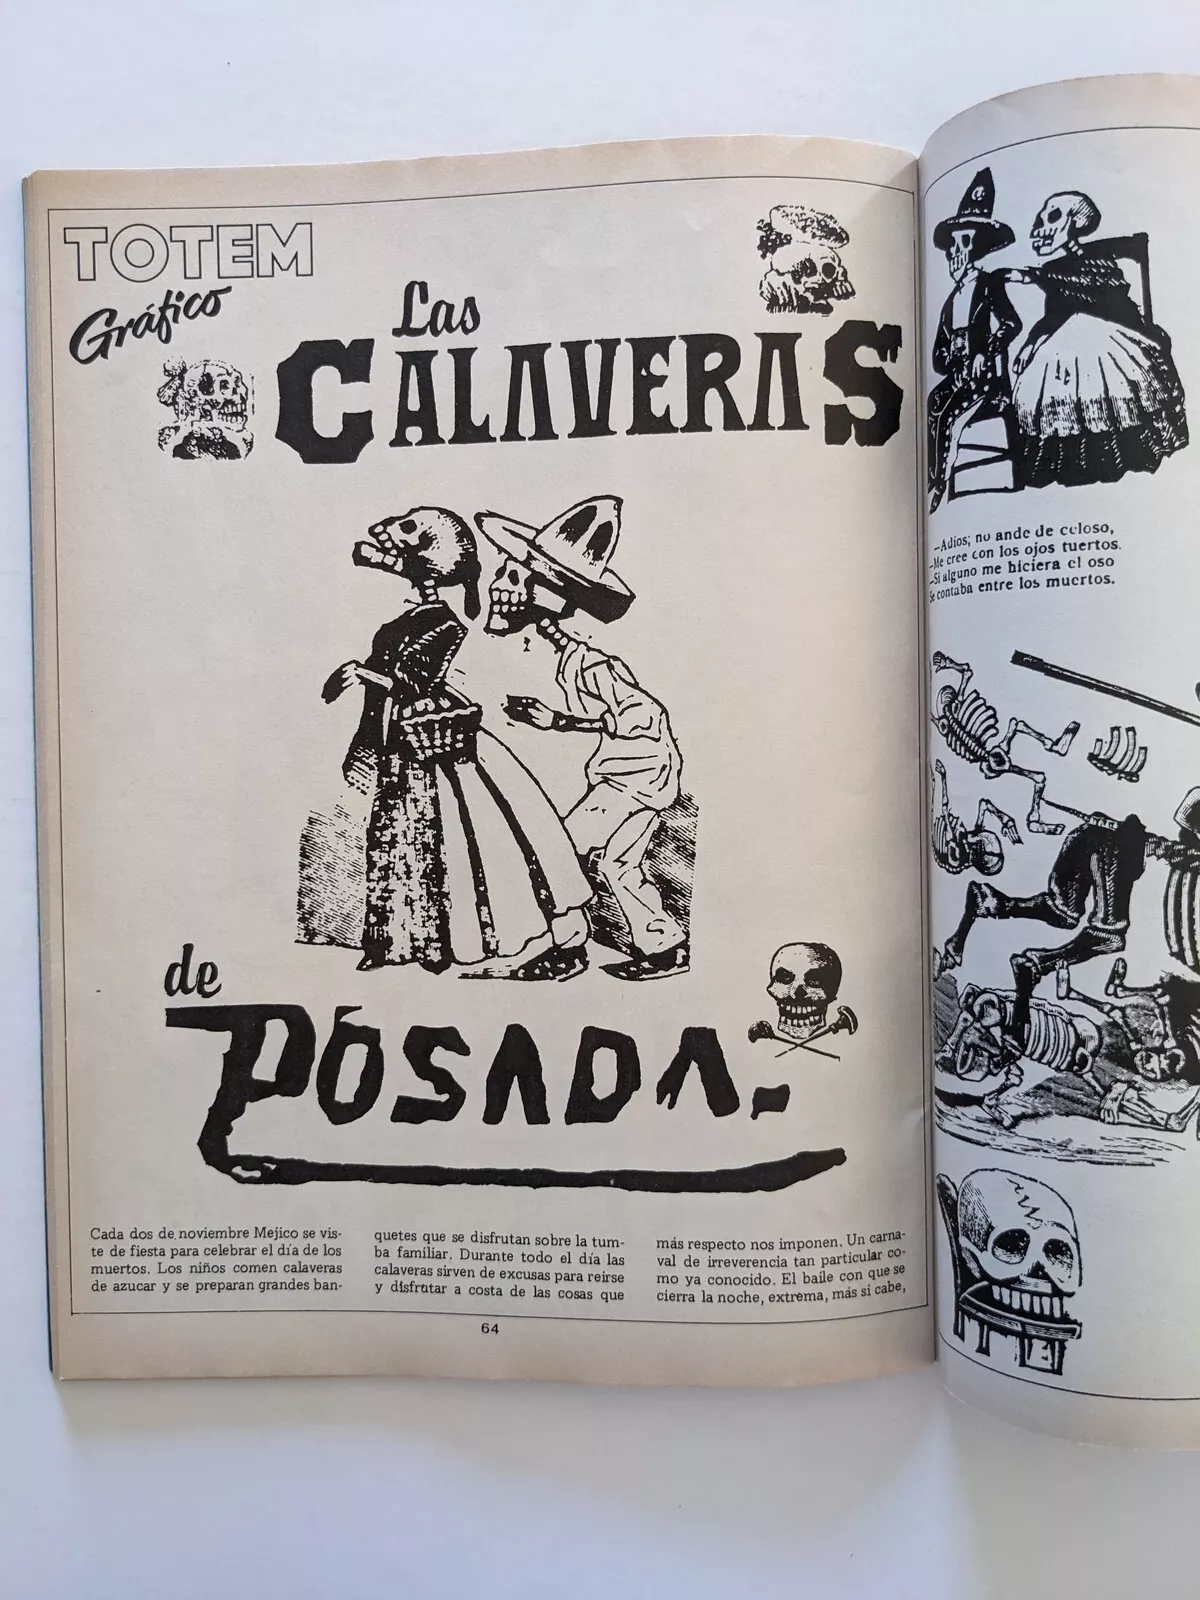 TOTEM
Gráfico
Las
CALAVERAS
de
POSADA.
Cada dos de noviembre Mejico se vis-
te de fiesta para celebrar el día de los
muertos. Los niños comen calaveras
de azucar y se preparan grandes ban-
quetes que se disfrutan sobre la tum-
ba familiar. Durante todo el día las
calaveras sirven de excusas para reirse
y disfrutar a costa de las cosas que
más respecto nos imponen. Un carna-
val de irreverencia tan particular co-
mo ya conocido. El baile con que se
cierra la noche, extrema, más si cabe,
64
—Adios; no ande de celoso,
—Me cree con los ojos tuertos.
—Si alguno me hiciera el oso
Se contaba entre los muertos.